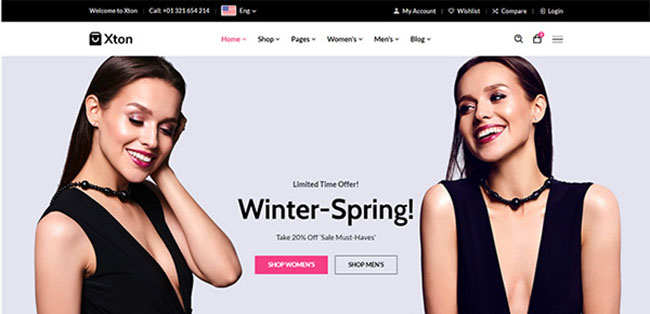 Welcome to Xton Call: +01 321 654 214 Eng My Account Wishlist Compare Login
Xton Home Shop Pages Women's Men's Blog
Limited Time Offer!
Winter-Spring!
Take 20% Off 'Sale Must-Haves'
SHOP WOMEN'S SHOP MEN'S